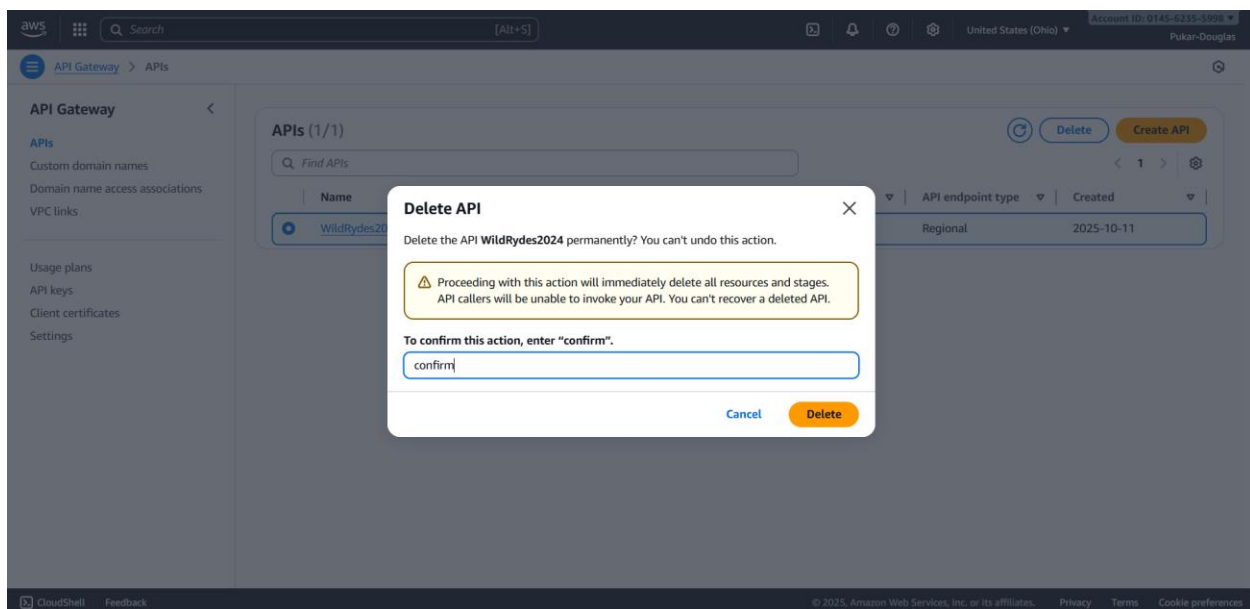 aws
Search
[Alt+S]
United States (Ohio)
Account ID: 0145-6235-5998
Pukar-Douglas
API Gateway > APIs
API Gateway
APIs
Custom domain names
Domain name access associations
VPC links
Usage plans
API keys
Client certificates
Settings
APIs (1/1)
Delete
Create API
Find APIs
1
Name
API endpoint type
Created
WildRydes20
Regional
2025-10-11
Delete API
Delete the API WildRydes2024 permanently? You can't undo this action.
Proceeding with this action will immediately delete all resources and stages.
API callers will be unable to invoke your API. You can't recover a deleted API.
To confirm this action, enter “confirm”.
confirm
Cancel
Delete
CloudShell
Feedback
© 2025, Amazon Web Services, Inc. or its affiliates.
Privacy
Terms
Cookie preferences